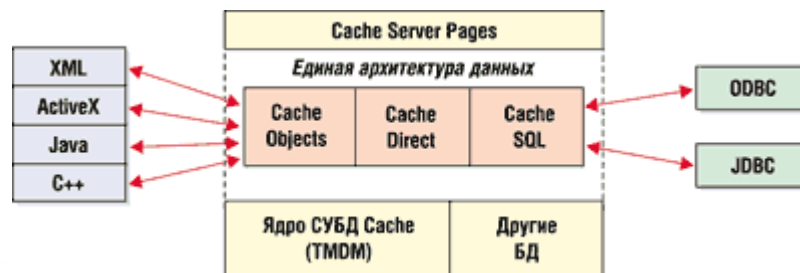 Cache Server Pages
Единая архитектура данных
XML
ActiveX
Java
C++
Cache
Objects
Cache
Direct
Cache
SQL
ODBC
JDBC
Ядро СУБД Cache
(TMDM)
Другие
БД